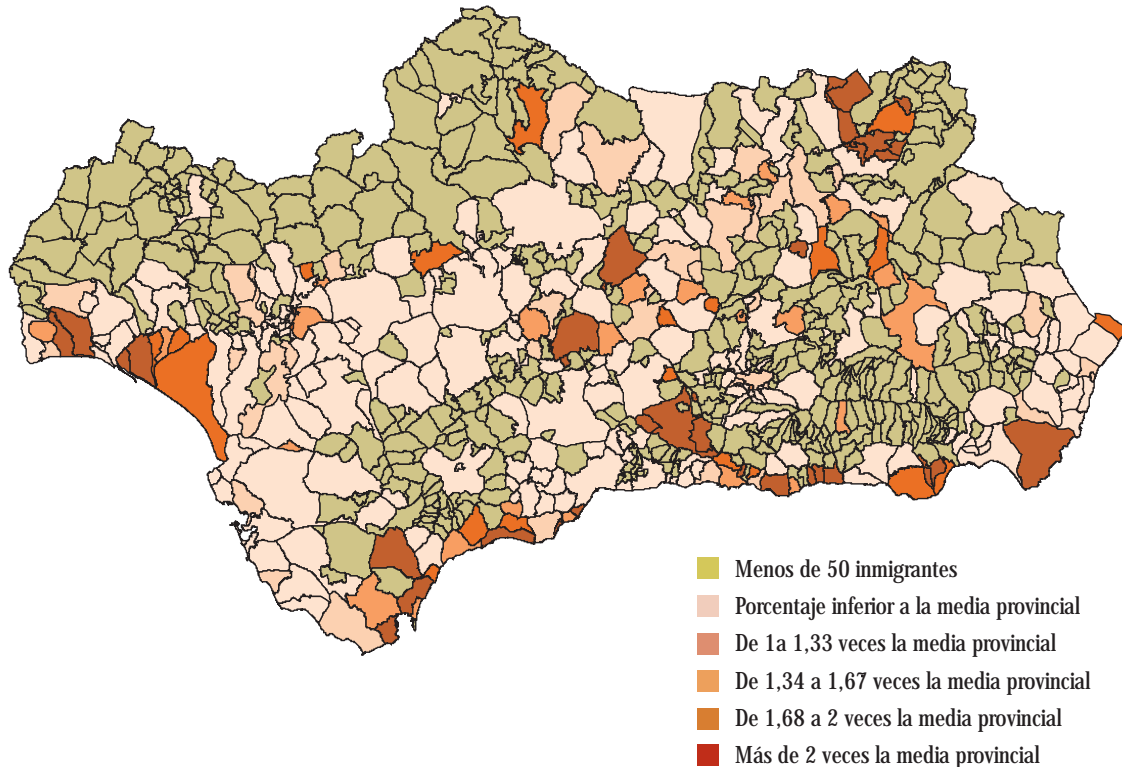 Menos de 50 inmigrantes
Porcentaje inferior a la media provincial
De 1a 1,33 veces la media provincial
De 1,34 a 1,67 veces la media provincial
De 1,68 a 2 veces la media provincial
Más de 2 veces la media provincial